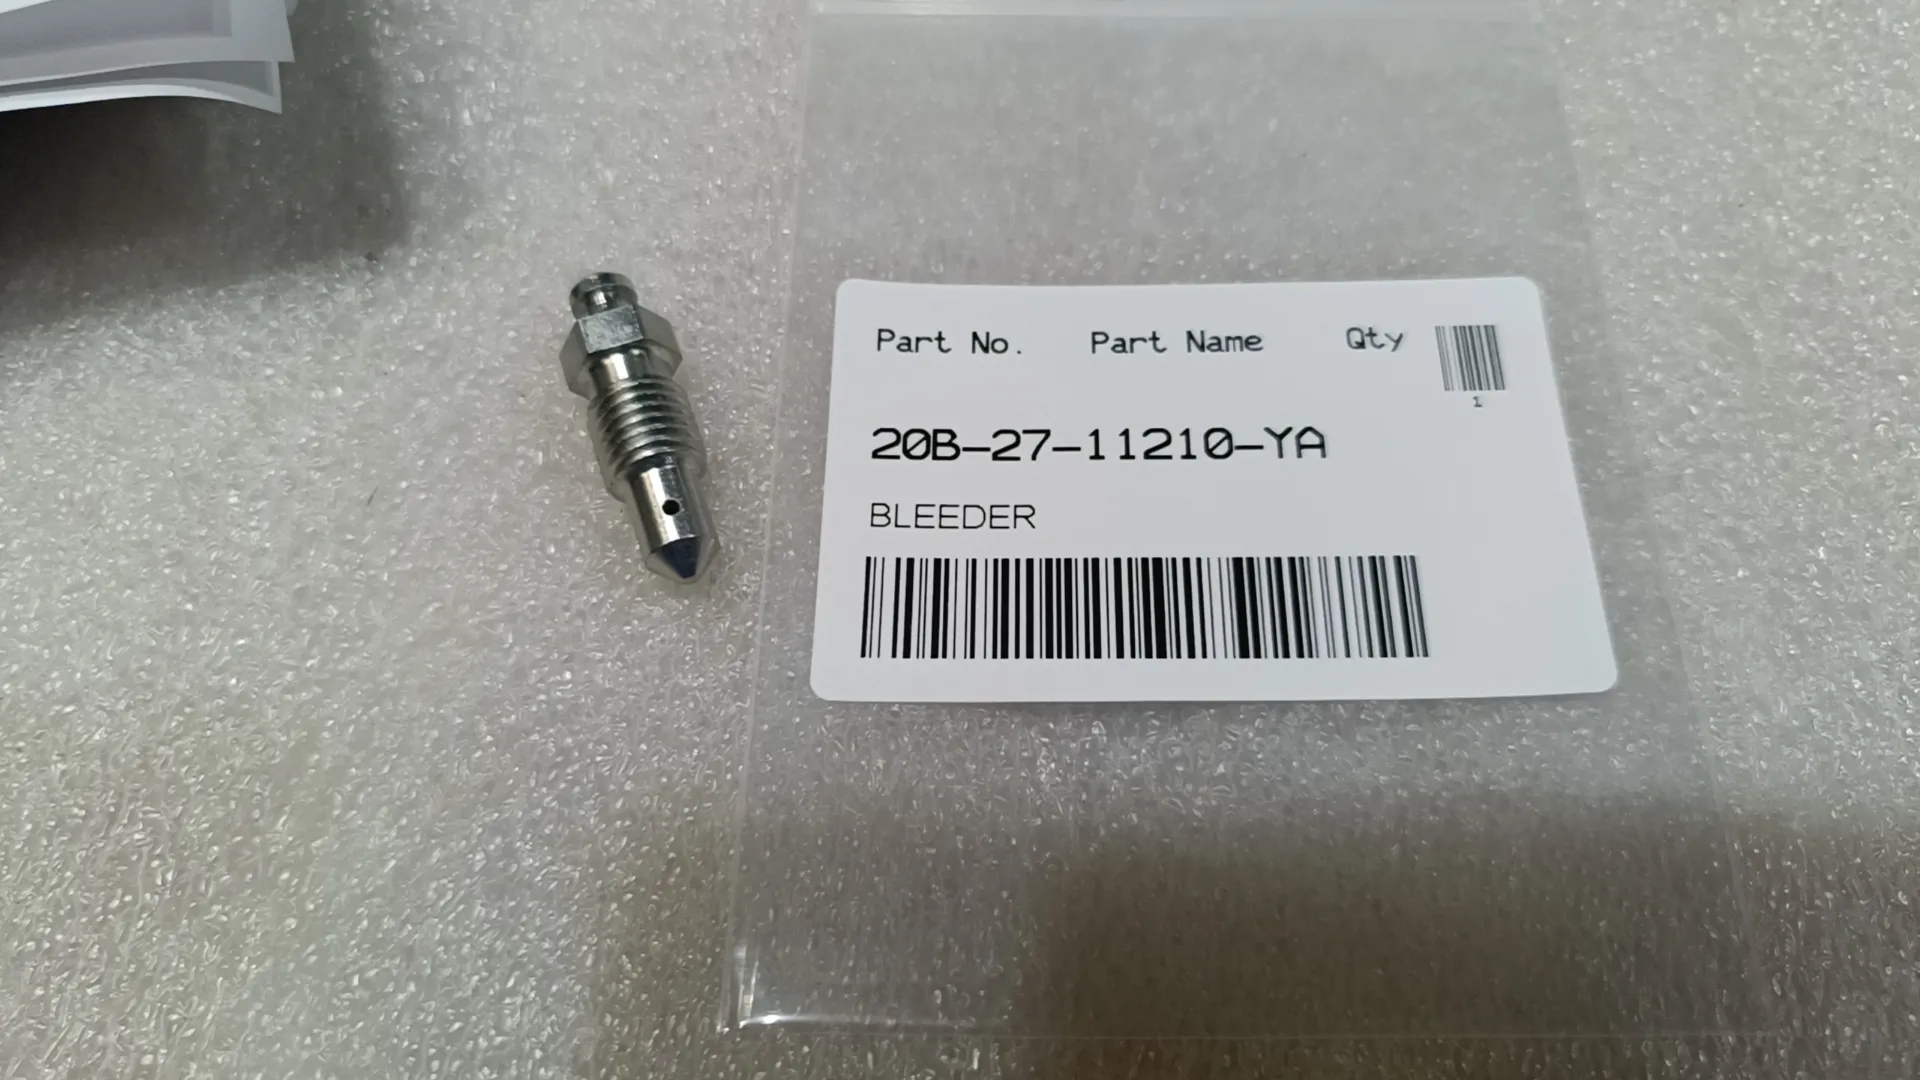 Part No. Part Name Qty
1
20B-27-11210-YA
BLEEDER